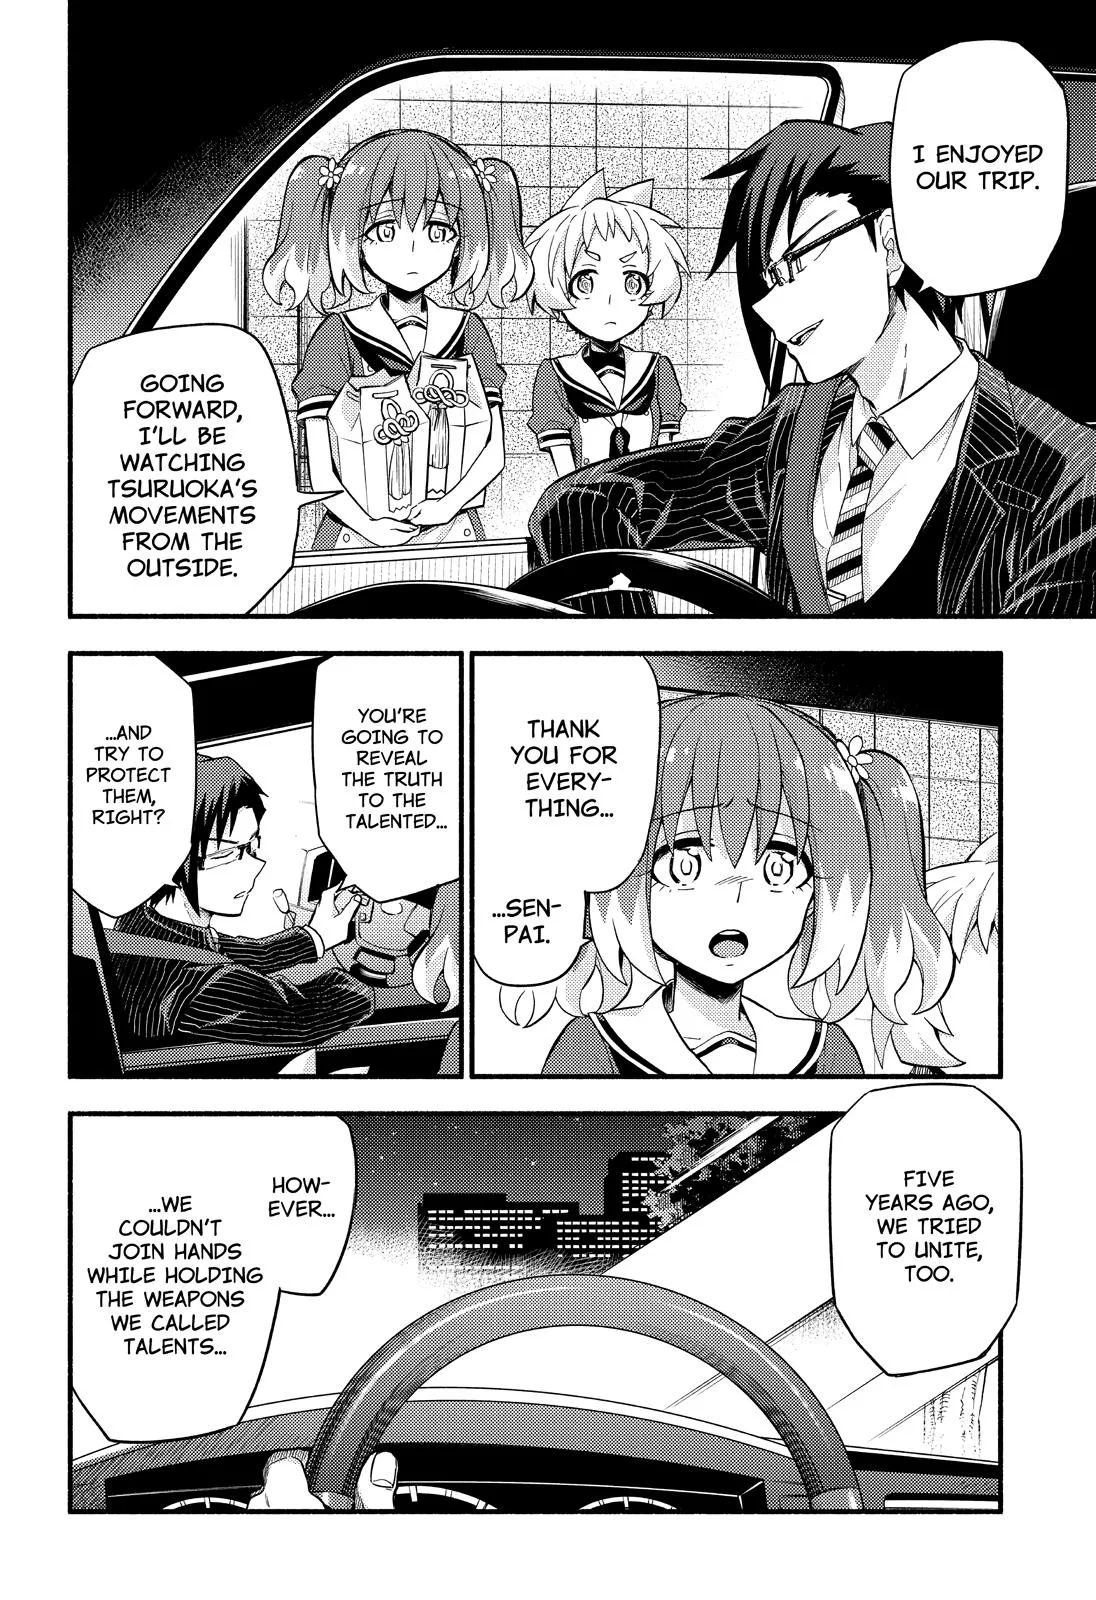 I ENJOYED
OUR TRIP.
GOING
FORWARD,
I'LL BE
WATCHING
TSURUOKA'S
MOVEMENTS
FROM THE
OUTSIDE.
THANK
YOU FOR
EVERY-
THING...
...SEN-
PAI.
YOU'RE
GOING TO
REVEAL
THE TRUTH
TO THE
TALENTED...
...AND
TRY TO
PROTECT
THEM,
RIGHT?
FIVE
YEARS AGO,
WE TRIED
TO UNITE,
TOO.
HOW-
EVER...
...WE
COULDN'T
JOIN HANDS
WHILE HOLDING
THE WEAPONS
WE CALLED
TALENTS...